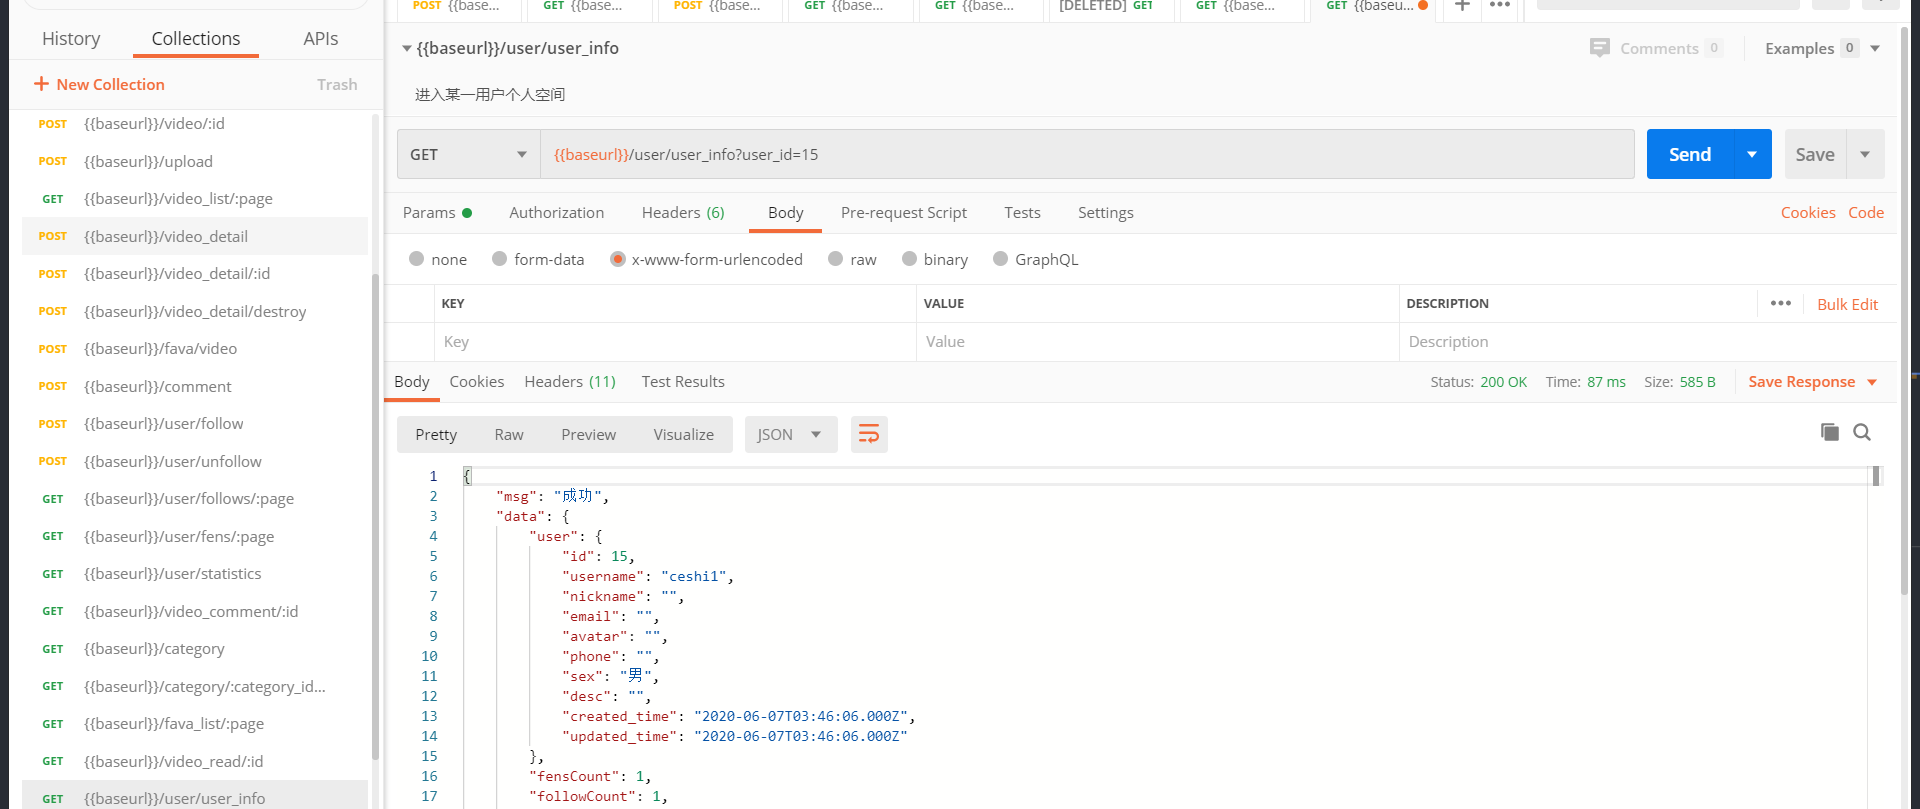 POST {{base... GET {{base... POST {{base... GET {{base... GET {{base... [DELETED] GET GET {{base... GET {{baseu...
History Collections APIs
New Collection Trash
POST {{baseurl}}/video/:id
POST {{baseurl}}/upload
GET {{baseurl}}/video_list/:page
POST {{baseurl}}/video_detail
POST {{baseurl}}/video_detail/:id
POST {{baseurl}}/video_detail/destroy
POST {{baseurl}}/fava/video
POST {{baseurl}}/comment
POST {{baseurl}}/user/follow
POST {{baseurl}}/user/unfollow
GET {{baseurl}}/user/follows/:page
GET {{baseurl}}/user/fens/:page
GET {{baseurl}}/user/statistics
GET {{baseurl}}/video_comment/:id
GET {{baseurl}}/category
GET {{baseurl}}/category/:category_id...
GET {{baseurl}}/fava_list/:page
GET {{baseurl}}/video_read/:id
GET {{baseurl}}/user/user_info
{{baseurl}}/user/user_info Comments 0 Examples 0
进入某一用户个人空间
GET {{baseurl}}/user/user_info?user_id=15 Send Save
Params Authorization Headers (6) Body Pre-request Script Tests Settings Cookies Code
none form-data x-www-form-urlencoded raw binary GraphQL
KEY VALUE DESCRIPTION ••• Bulk Edit
Key Value Description
Body Cookies Headers (11) Test Results Status: 200 OK Time: 87 ms Size: 585 B Save Response
Pretty Raw Preview Visualize JSON
1 {
2 "msg": "成功",
3 "data": {
4 "user": {
5 "id": 15,
6 "username": "ceshi1",
7 "nickname": "",
8 "email": "",
9 "avatar": "",
10 "phone": "",
11 "sex": "男",
12 "desc": "",
13 "created_time": "2020-06-07T03:46:06.000Z",
14 "updated_time": "2020-06-07T03:46:06.000Z"
15 },
16 "fensCount": 1,
17 "followCount": 1,